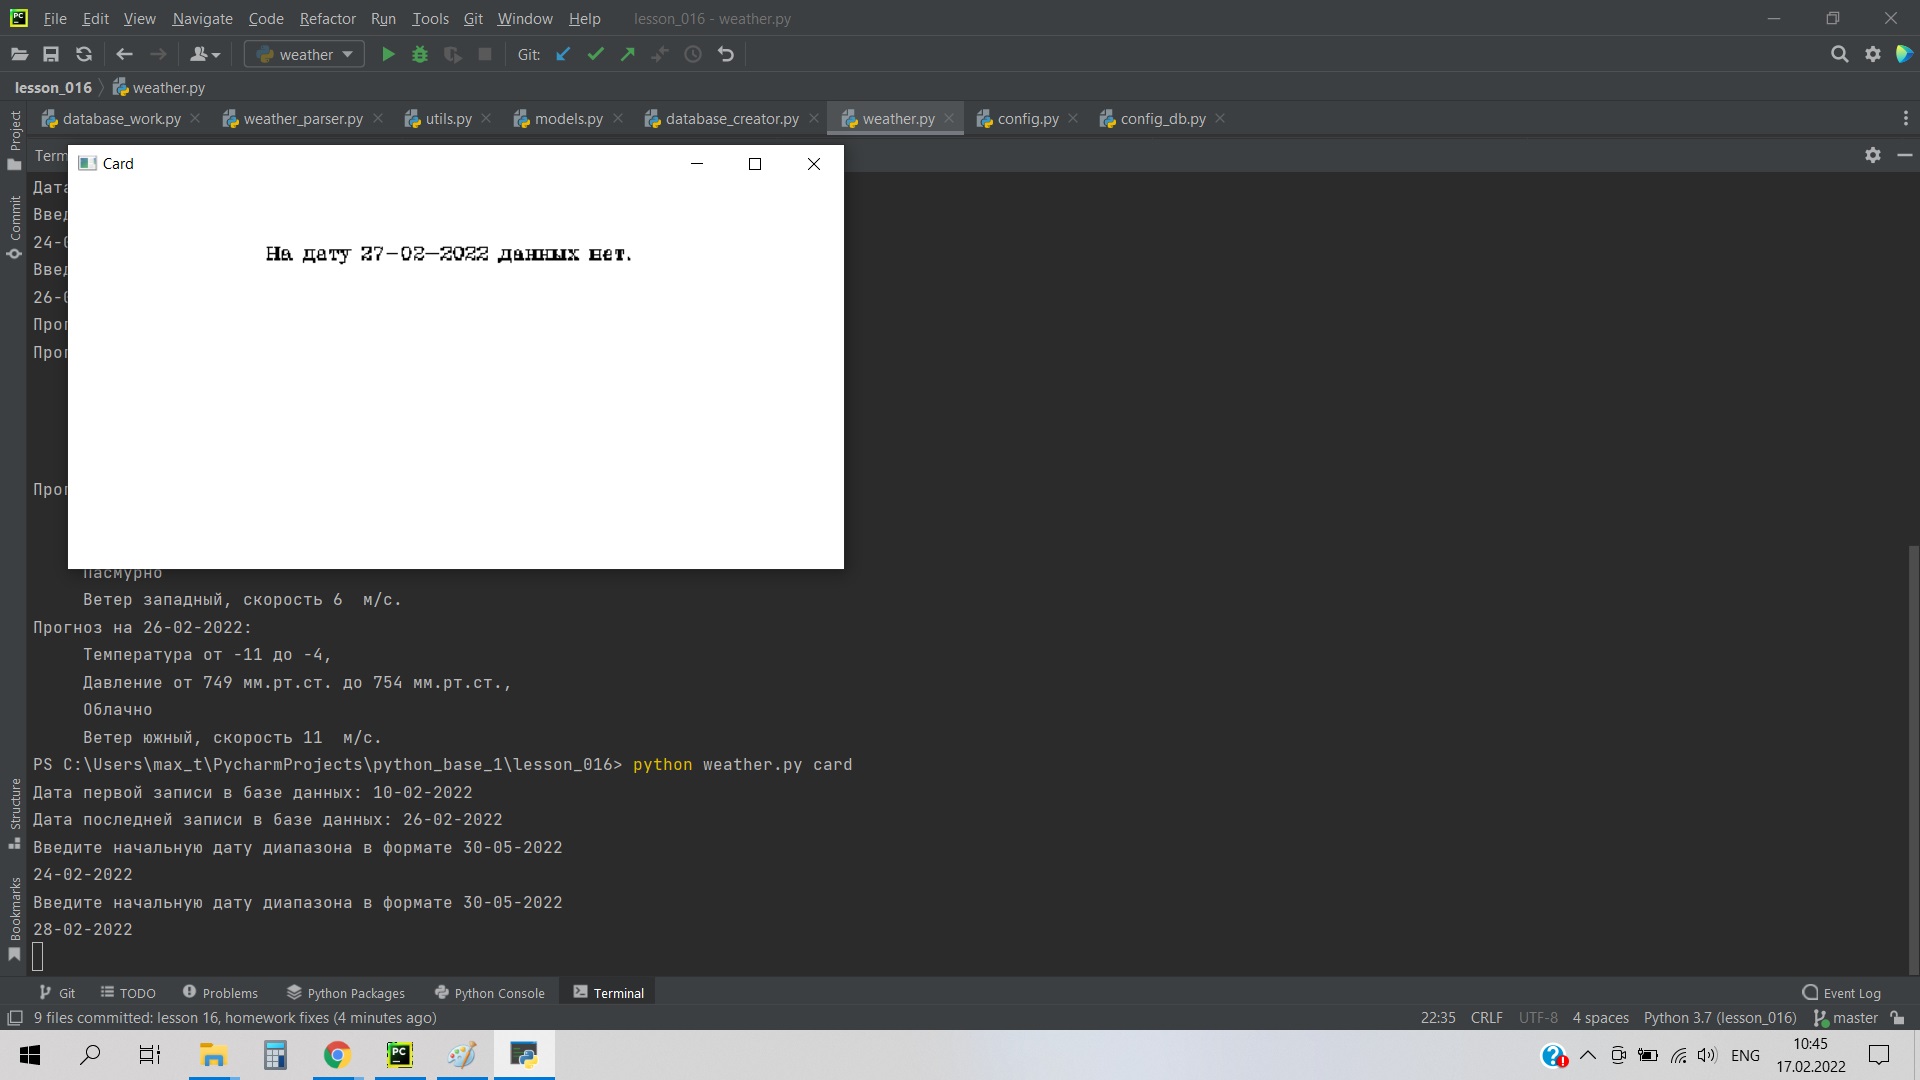 File Edit View Navigate Code Refactor Run Tools Git Window Help lesson_016 - weather.py
weather Git:
lesson_016 weather.py
database_work.py weather_parser.py utils.py models.py database_creator.py weather.py config.py config_db.py
Project
Commit
Structure
Bookmarks
Term
Card
На дату 27-02-2022 данных нет.
Дата
Введ
24-0
Введ
26-0
Прог
Прог
Прог
Пасмурно
Ветер западный, скорость 6  м/с.
Прогноз на 26-02-2022:
Температура от -11 до -4,
Давление от 749 мм.рт.ст. до 754 мм.рт.ст.,
Облачно
Ветер южный, скорость 11  м/с.
PS C:\Users\max_t\PycharmProjects\python_base_1\lesson_016> python weather.py card
Дата первой записи в базе данных: 10-02-2022
Дата последней записи в базе данных: 26-02-2022
Введите начальную дату диапазона в формате 30-05-2022
24-02-2022
Введите начальную дату диапазона в формате 30-05-2022
28-02-2022
Git TODO Problems Python Packages Python Console Terminal Event Log
9 files committed: lesson 16, homework fixes (4 minutes ago) 22:35 CRLF UTF-8 4 spaces Python 3.7 (lesson_016) master
ENG 10:45
17.02.2022